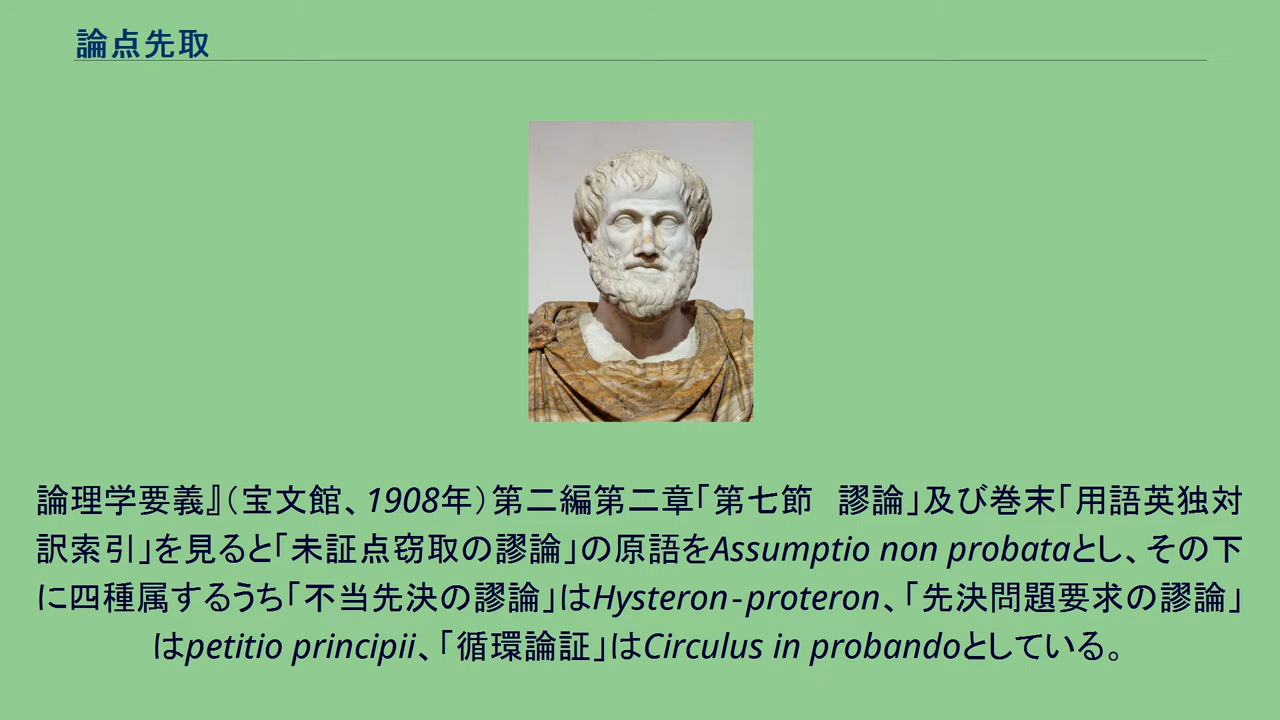 論点先取
論理学要義』（宝文館、1908年）第二編第二章「第七節　謬論」及び巻末「用語英独対
訳索引」を見ると「未証点窃取の謬論」の原語をAssumptio non probataとし、その下
に四種属するうち「不当先決の謬論」はHysteron-proteron、「先決問題要求の謬論」
はpetitio principii、「循環論証」はCirculus in probandoとしている。